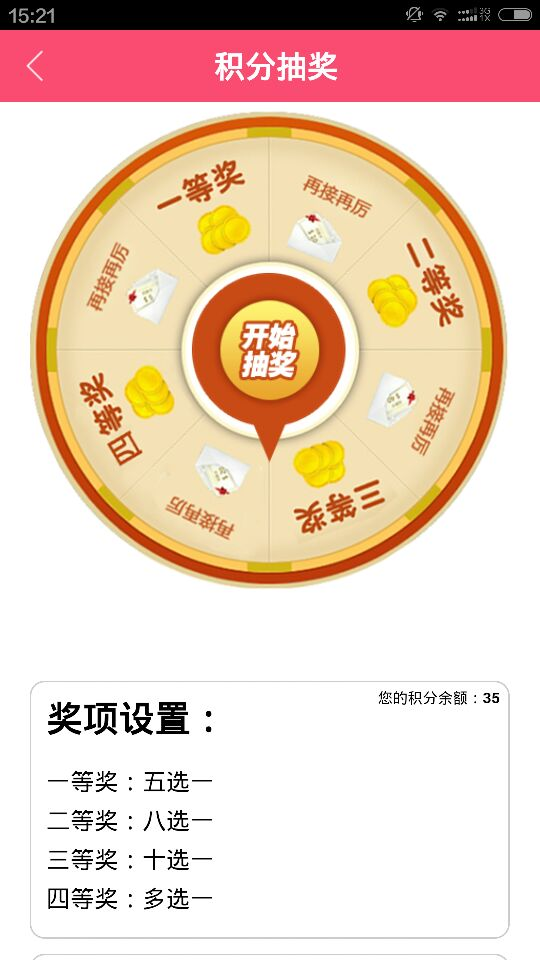 15:21
3G
1X
积分抽奖
一等奖
再接再厉
再接再厉
二等奖
开始
抽奖
四等奖
再接再厉
再接再厉
三等奖
您的积分余额：35
奖项设置：
一等奖：五选一
二等奖：八选一
三等奖：十选一
四等奖：多选一